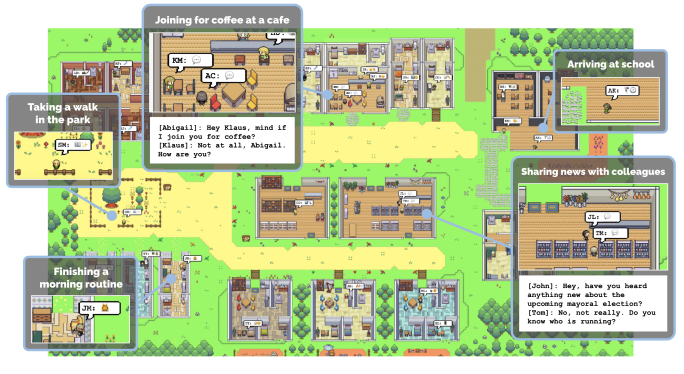 Joining for coffee at a cafe
KM:
AC:
[Abigail]: Hey Klaus, mind if
I join you for coffee?
[Klaus]: Not at all, Abigail.
How are you?
Arriving at school
AK:
Taking a walk
in the park
SM:
Sharing news with colleagues
JL:
TM:
[John]: Hey, have you heard
anything new about the
upcoming mayoral election?
[Tom]: No, not really. Do you
know who is running?
Finishing a
morning routine
JM: